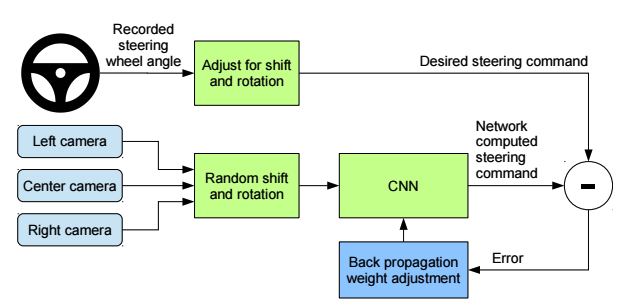 Recorded
steering
wheel angle
Adjust for shift
and rotation
Desired steering command
Left camera
Center camera
Right camera
Random shift
and rotation
CNN
Network
computed
steering
command
-
Back propagation
weight adjustment
Error